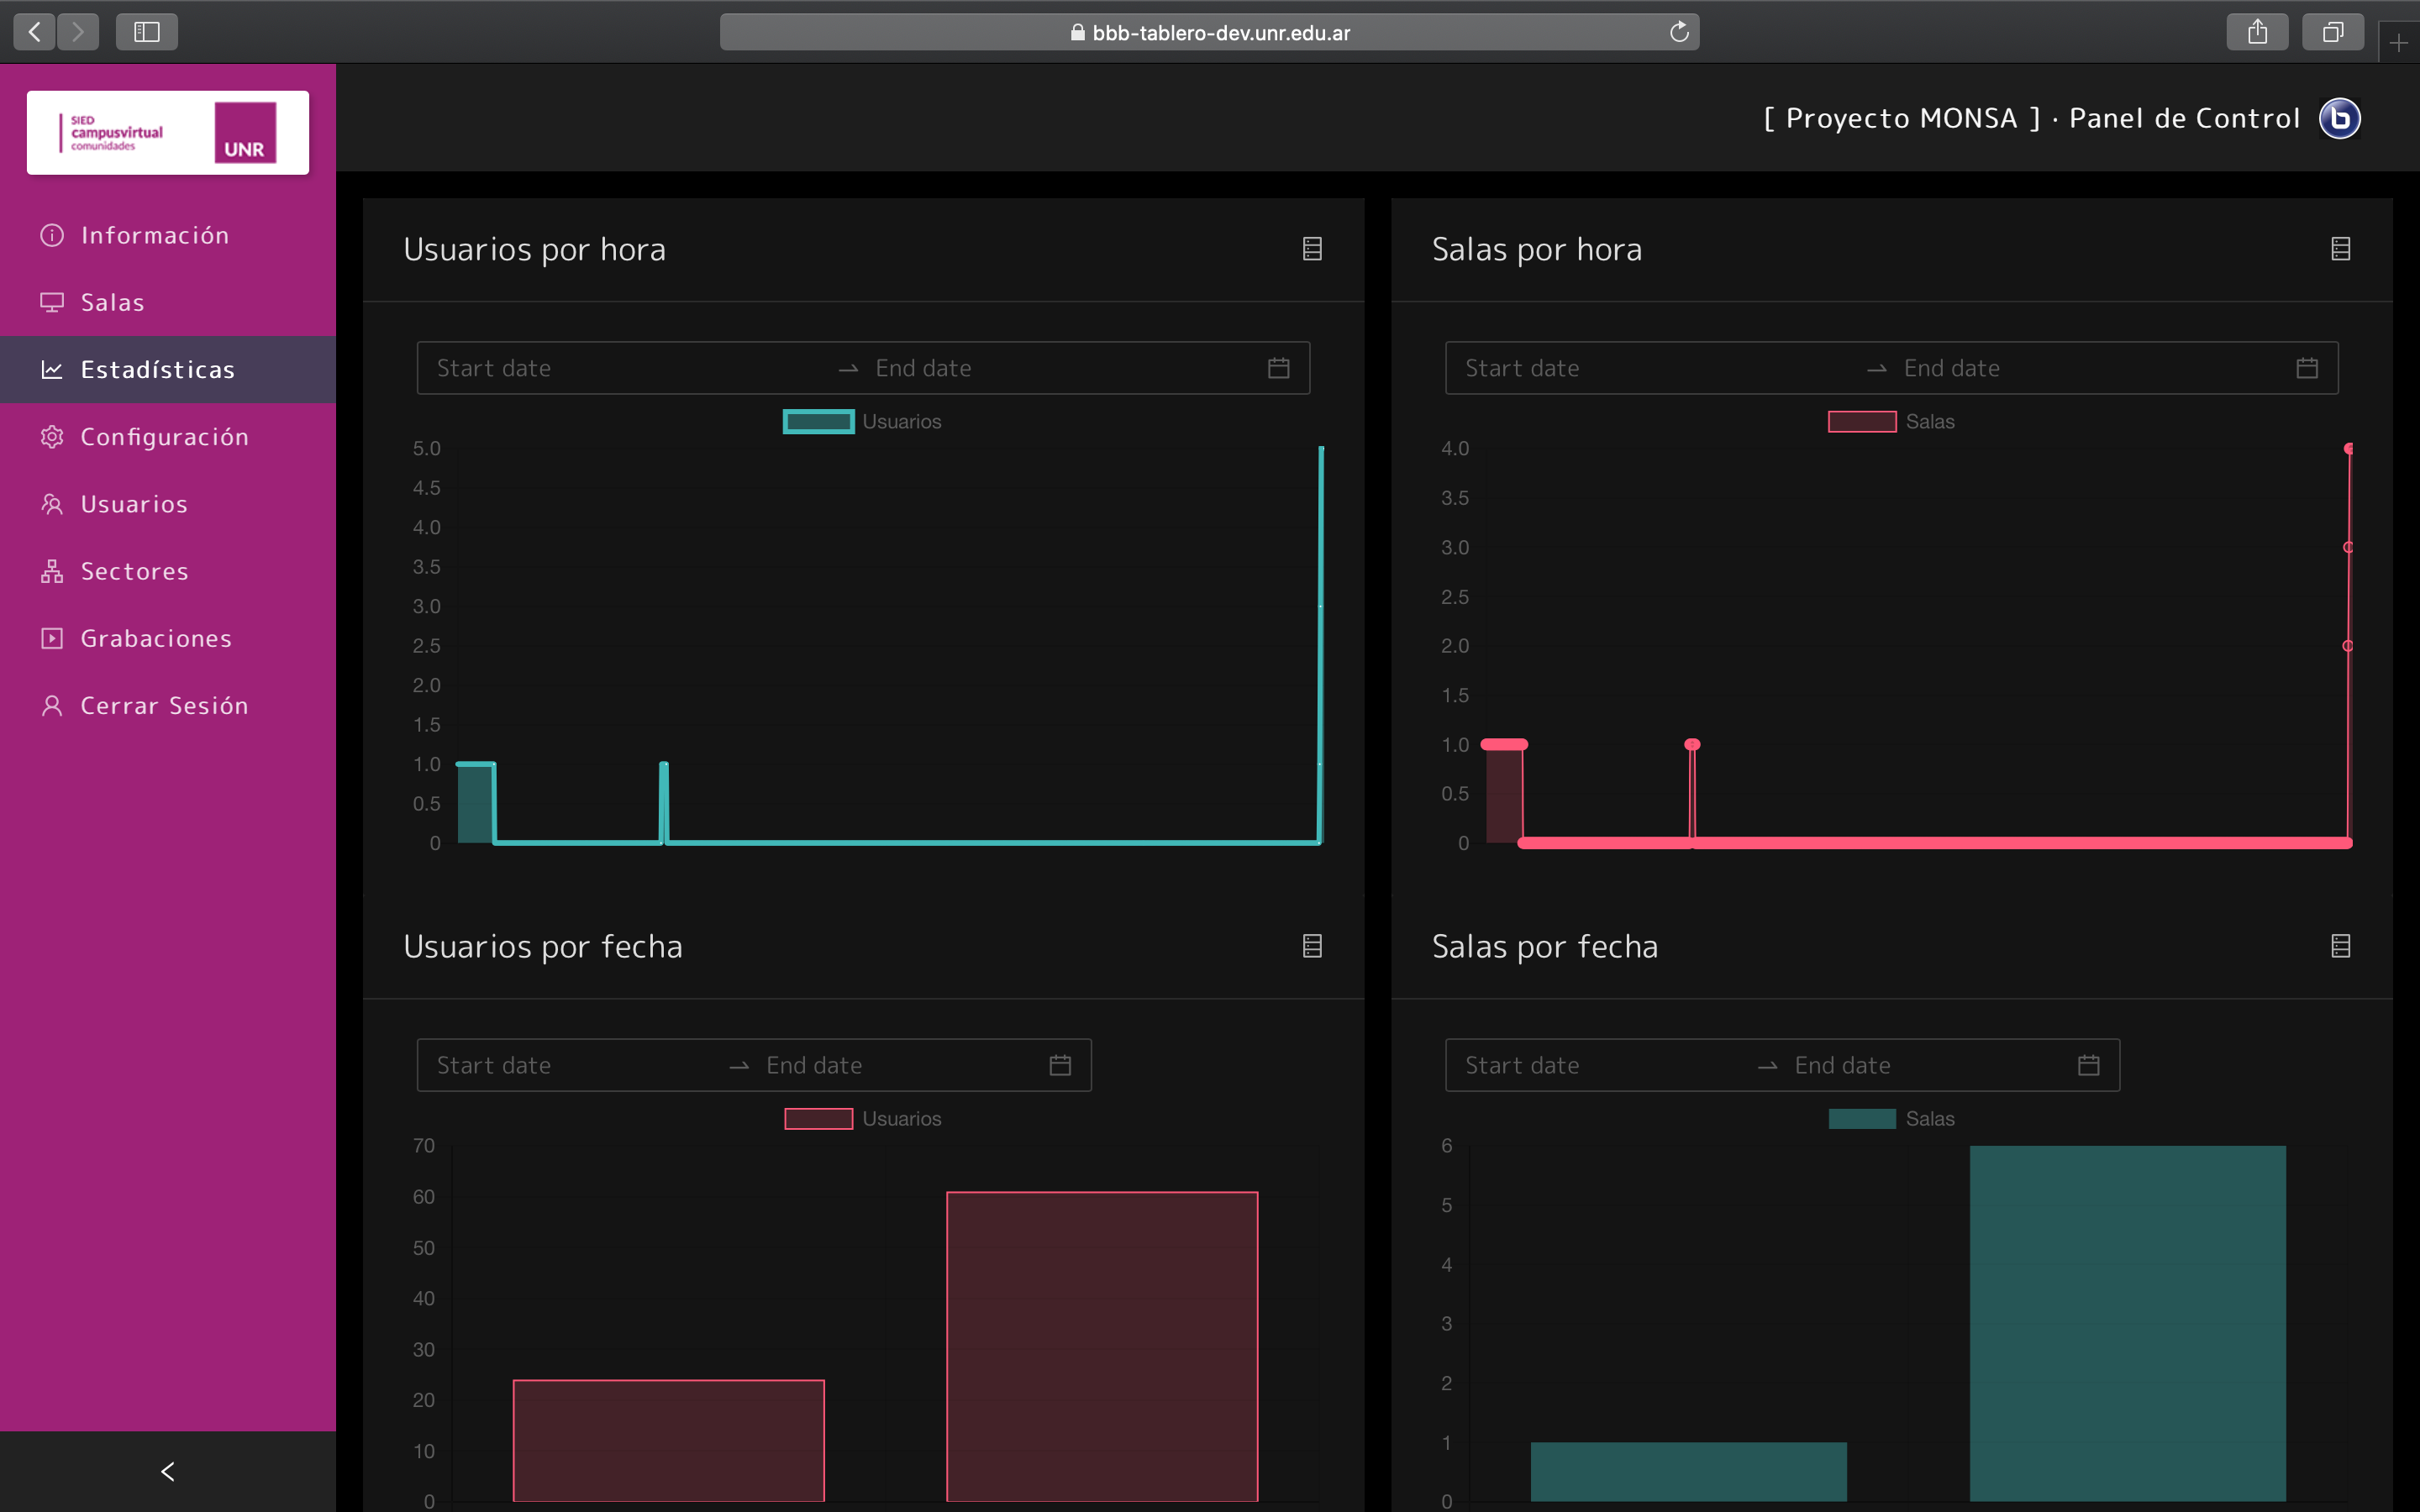 bbb-tablero-dev.unr.edu.ar
SIED
campusvirtual
comunidades
UNR
[ Proyecto MONSA ] · Panel de Control
b
Información
Salas
Estadísticas
Configuración
Usuarios
Sectores
Grabaciones
Cerrar Sesión
Usuarios por hora
Start date → End date
Usuarios
5.0
4.5
4.0
3.5
3.0
2.5
2.0
1.5
1.0
0.5
0
Salas por hora
Start date → End date
Salas
4.0
3.5
3.0
2.5
2.0
1.5
1.0
0.5
0
Usuarios por fecha
Start date → End date
Usuarios
70
60
50
40
30
20
10
0
Salas por fecha
Start date → End date
Salas
6
5
4
3
2
1
0